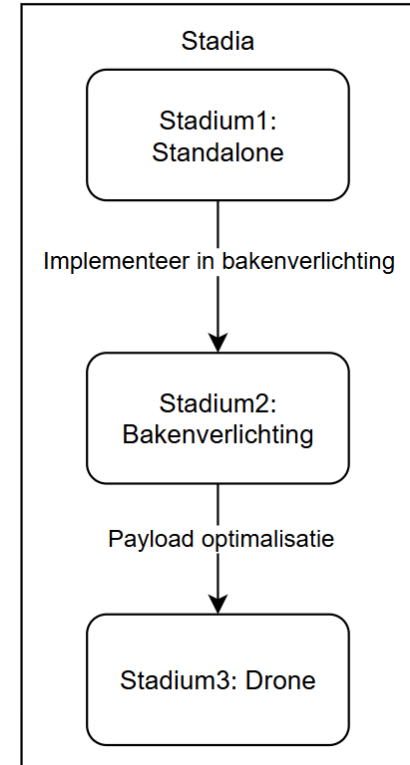 Stadia
Stadium1:
Standalone
Implementeer in bakenverlichting
Stadium2:
Bakenverlichting
Payload optimalisatie
Stadium3: Drone